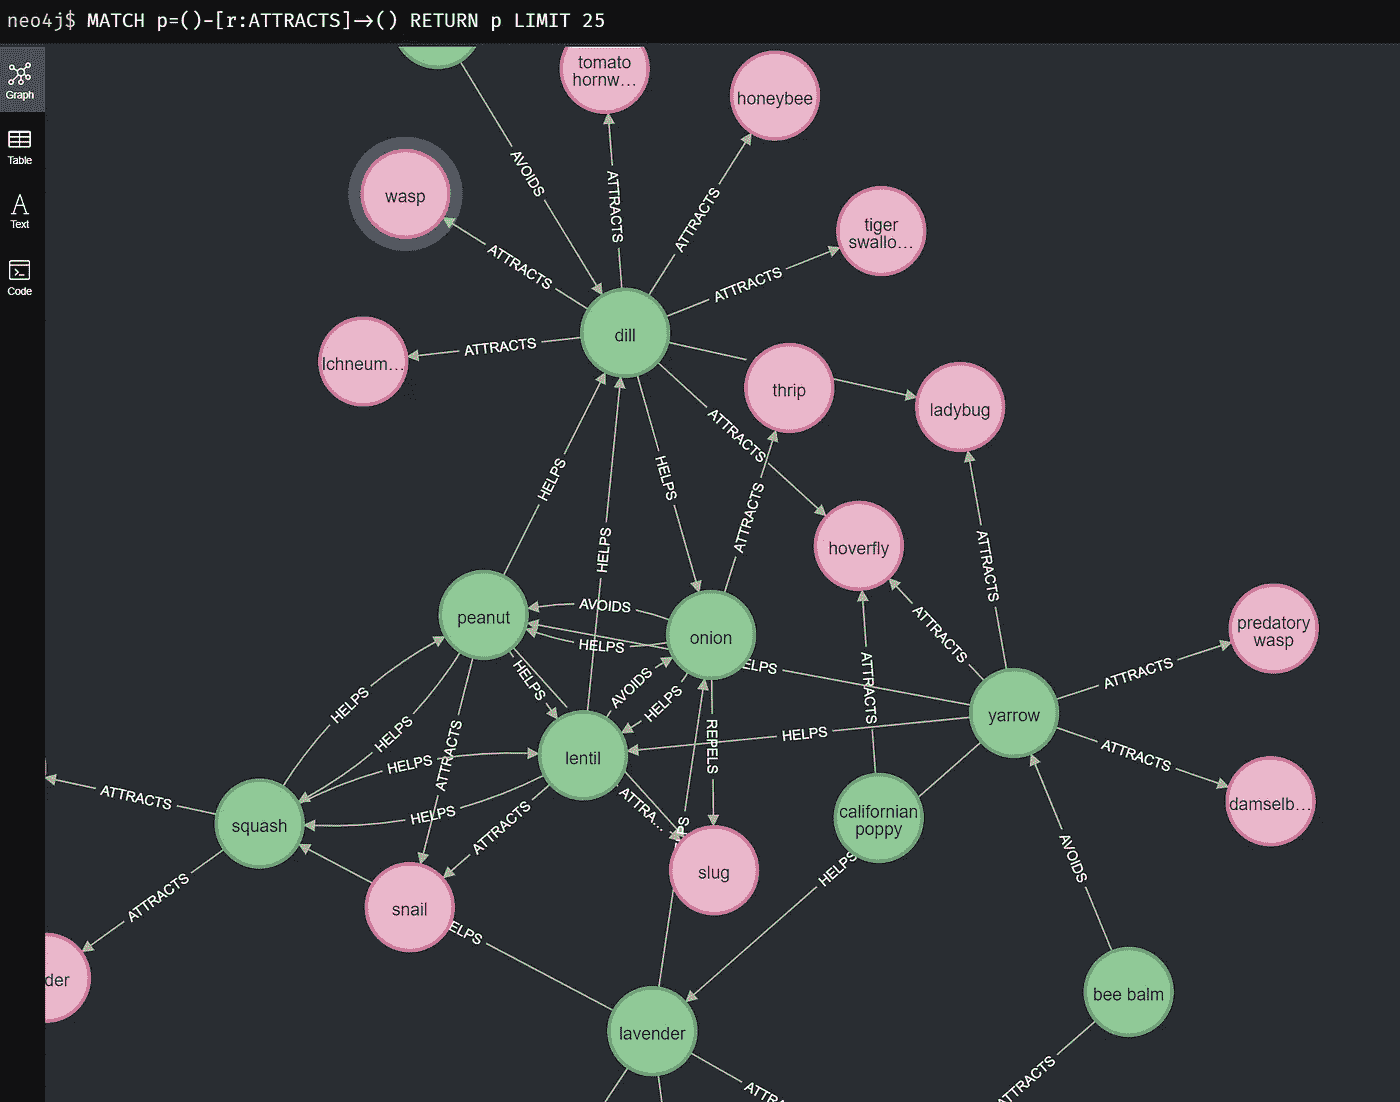 neo4j$ MATCH p=()-[r:ATTRACTS]→() RETURN p LIMIT 25
Graph
Table
Text
Code
tomato
hornw…
honeybee
AVOIDS
ATTRACTS
ATTRACTS
wasp
tiger
swallo…
ATTRACTS
ATTRACTS
dill
ATTRACTS
Ichneum…
thrip
ladybug
ATTRACTS
HELPS
HELPS
ATTRACTS
HELPS
hoverfly
ATTRACTS
peanut
AVOIDS
onion
HELPS
ELPS
ATTRACTS
predatory
wasp
ATTRACTS
HELPS
AVOIDS
HELPS
ATTRACTS
yarrow
HELPS
HELPS
REPELS
HELPS
ATTRACTS
ATTRACTS
lentil
HELPS
ATTRACTS
squash
HELPS
ATTRACTS
ATTRA…
PS
californian
poppy
damselb…
AVOIDS
slug
HELPS
ATTRACTS
snail
ELPS
der
bee balm
lavender
ATTRACTS
ATTRA